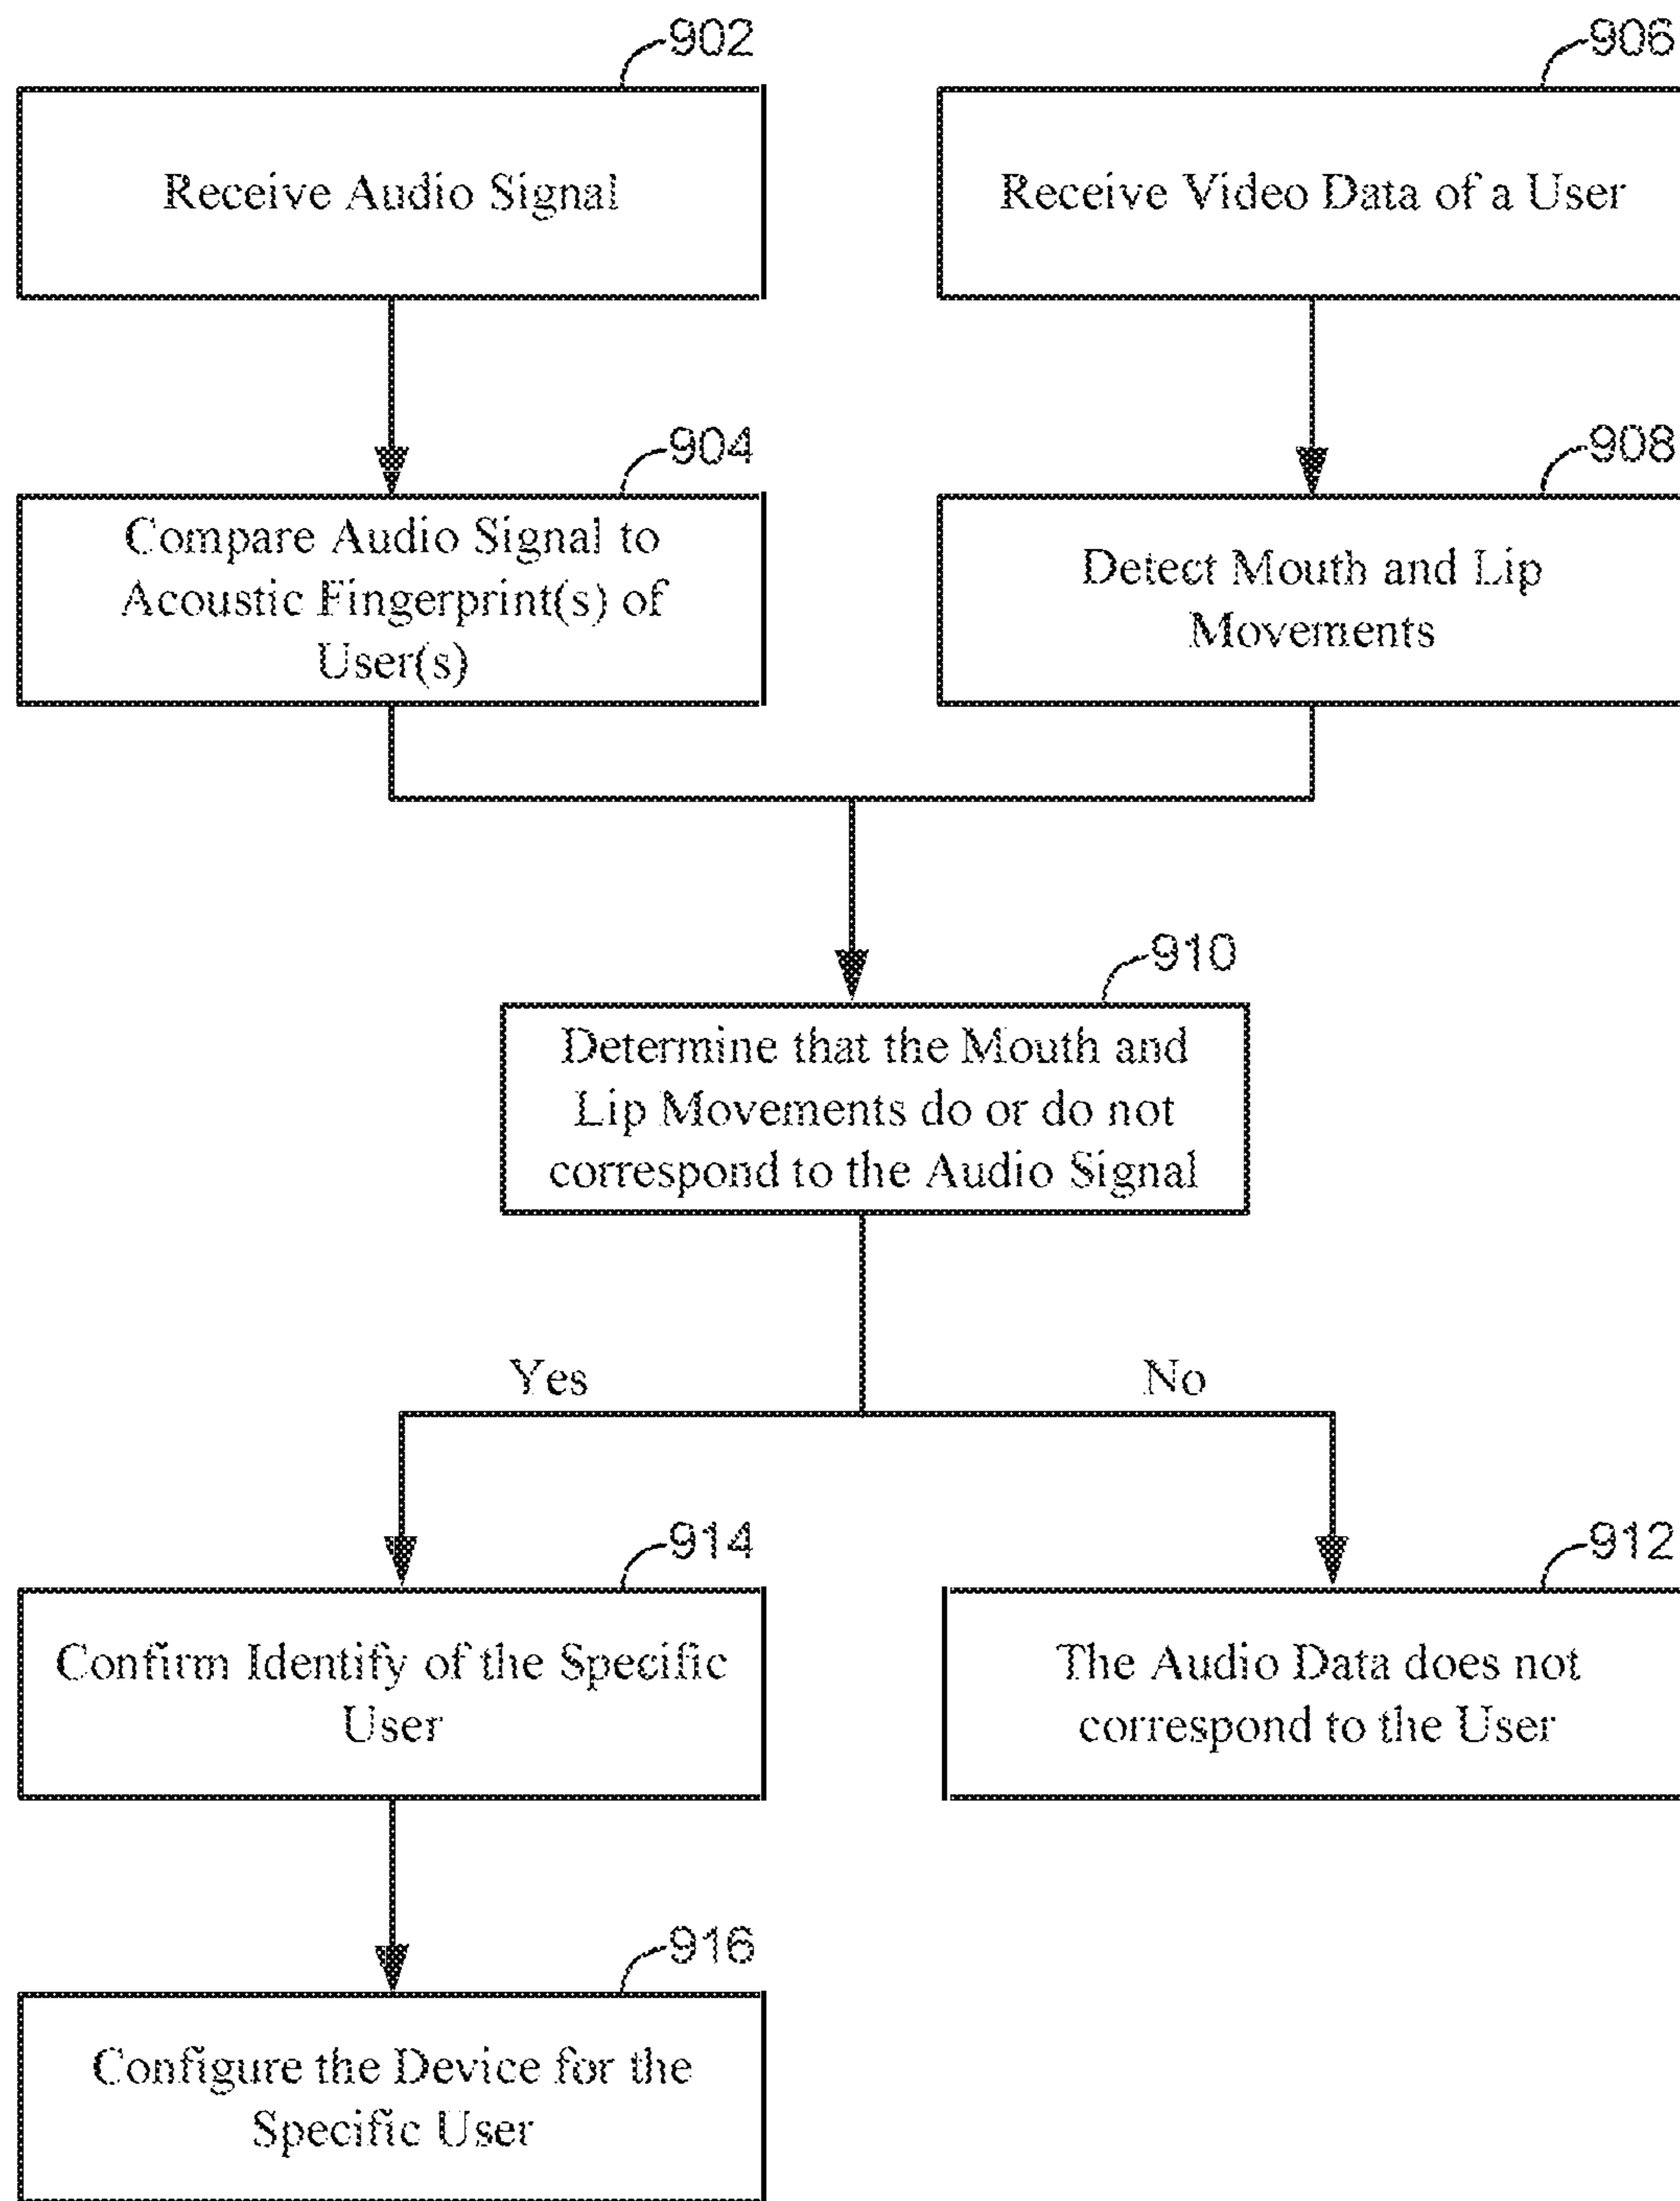 902
Receive Audio Signal
906
Receive Video Data of a User
904
Compare Audio Signal to
Acoustic Fingerprint(s) of
User(s)
908
Detect Mouth and Lip
Movements
910
Determine that the Mouth and
Lip Movements do or do not
correspond to the Audio Signal
Yes
No
914
Confirm Identify of the Specific
User
912
The Audio Data does not
correspond to the User
916
Configure the Device for the
Specific User